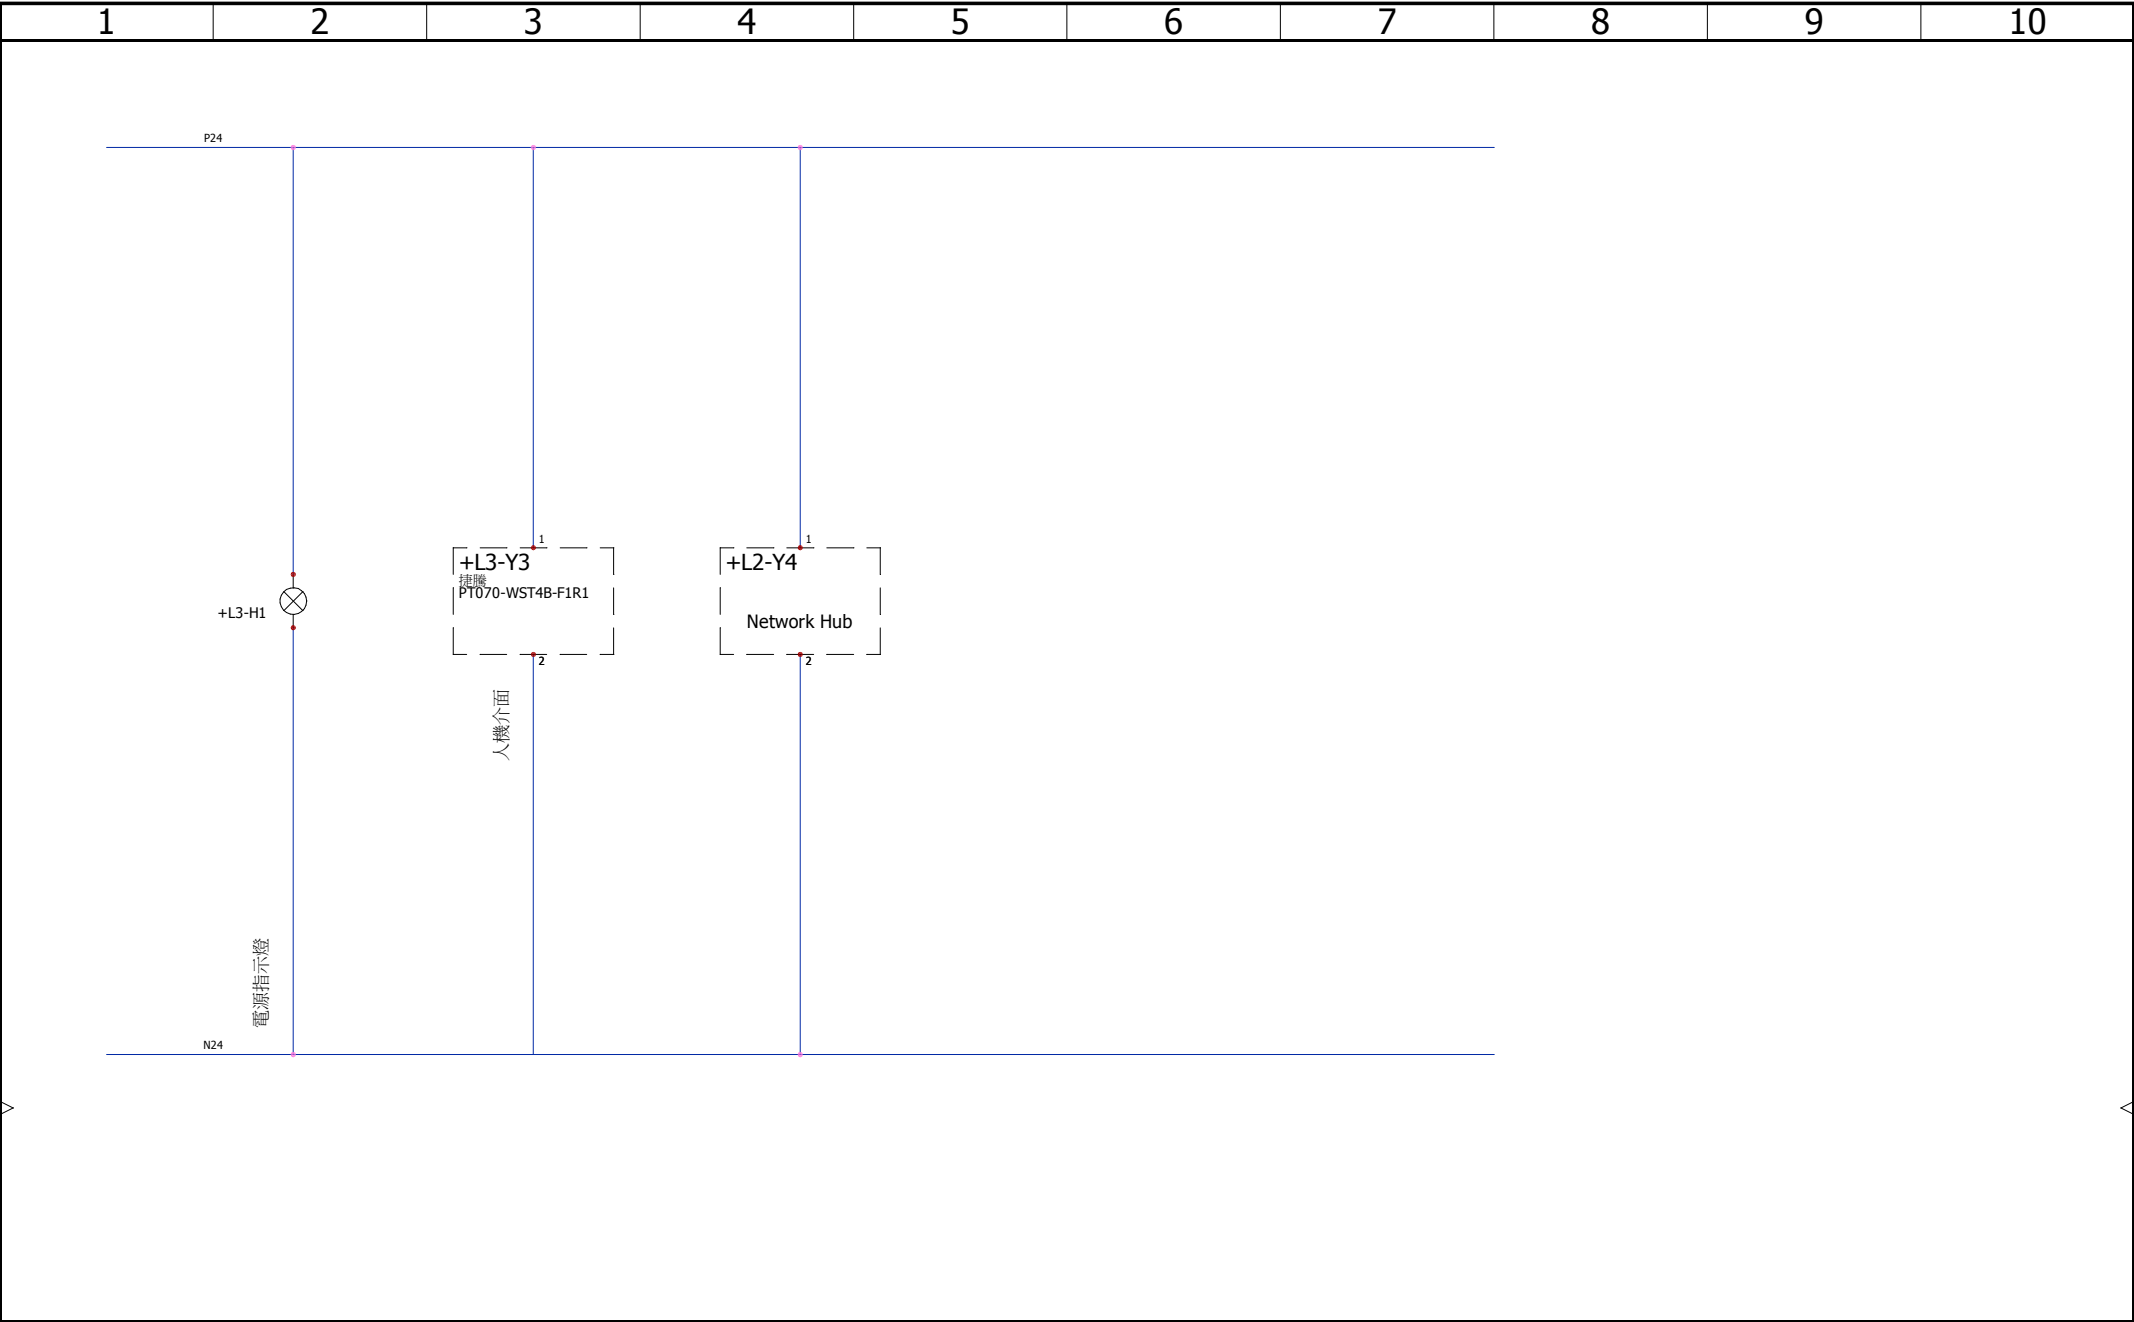 1 2 3 4 5 6 7 8 9 10
P24
+L3-H1
電源指示燈
+L3-Y3
捷騰
PT070-WST4B-F1R1
1
2
人機介面
+L2-Y4
Network Hub
1
2
N24